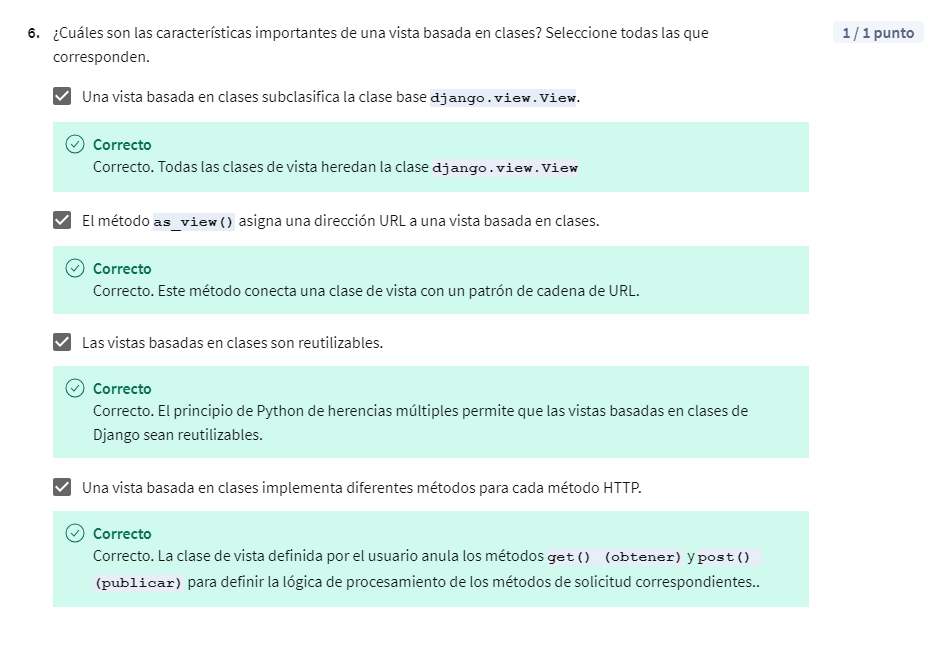 6. ¿Cuáles son las características importantes de una vista basada en clases? Seleccione todas las que
1 / 1 punto
corresponden.
Una vista basada en clases subclasifica la clase base django.view.View.
Correcto
Correcto. Todas las clases de vista heredan la clase django.view.View
El método as_view() asigna una dirección URL a una vista basada en clases.
Correcto
Correcto. Este método conecta una clase de vista con un patrón de cadena de URL.
Las vistas basadas en clases son reutilizables.
Correcto
Correcto. El principio de Python de herencias múltiples permite que las vistas basadas en clases de
Django sean reutilizables.
Una vista basada en clases implementa diferentes métodos para cada método HTTP.
Correcto
Correcto. La clase de vista definida por el usuario anula los métodos get() (obtener) y post()
(publicar) para definir la lógica de procesamiento de los métodos de solicitud correspondientes..